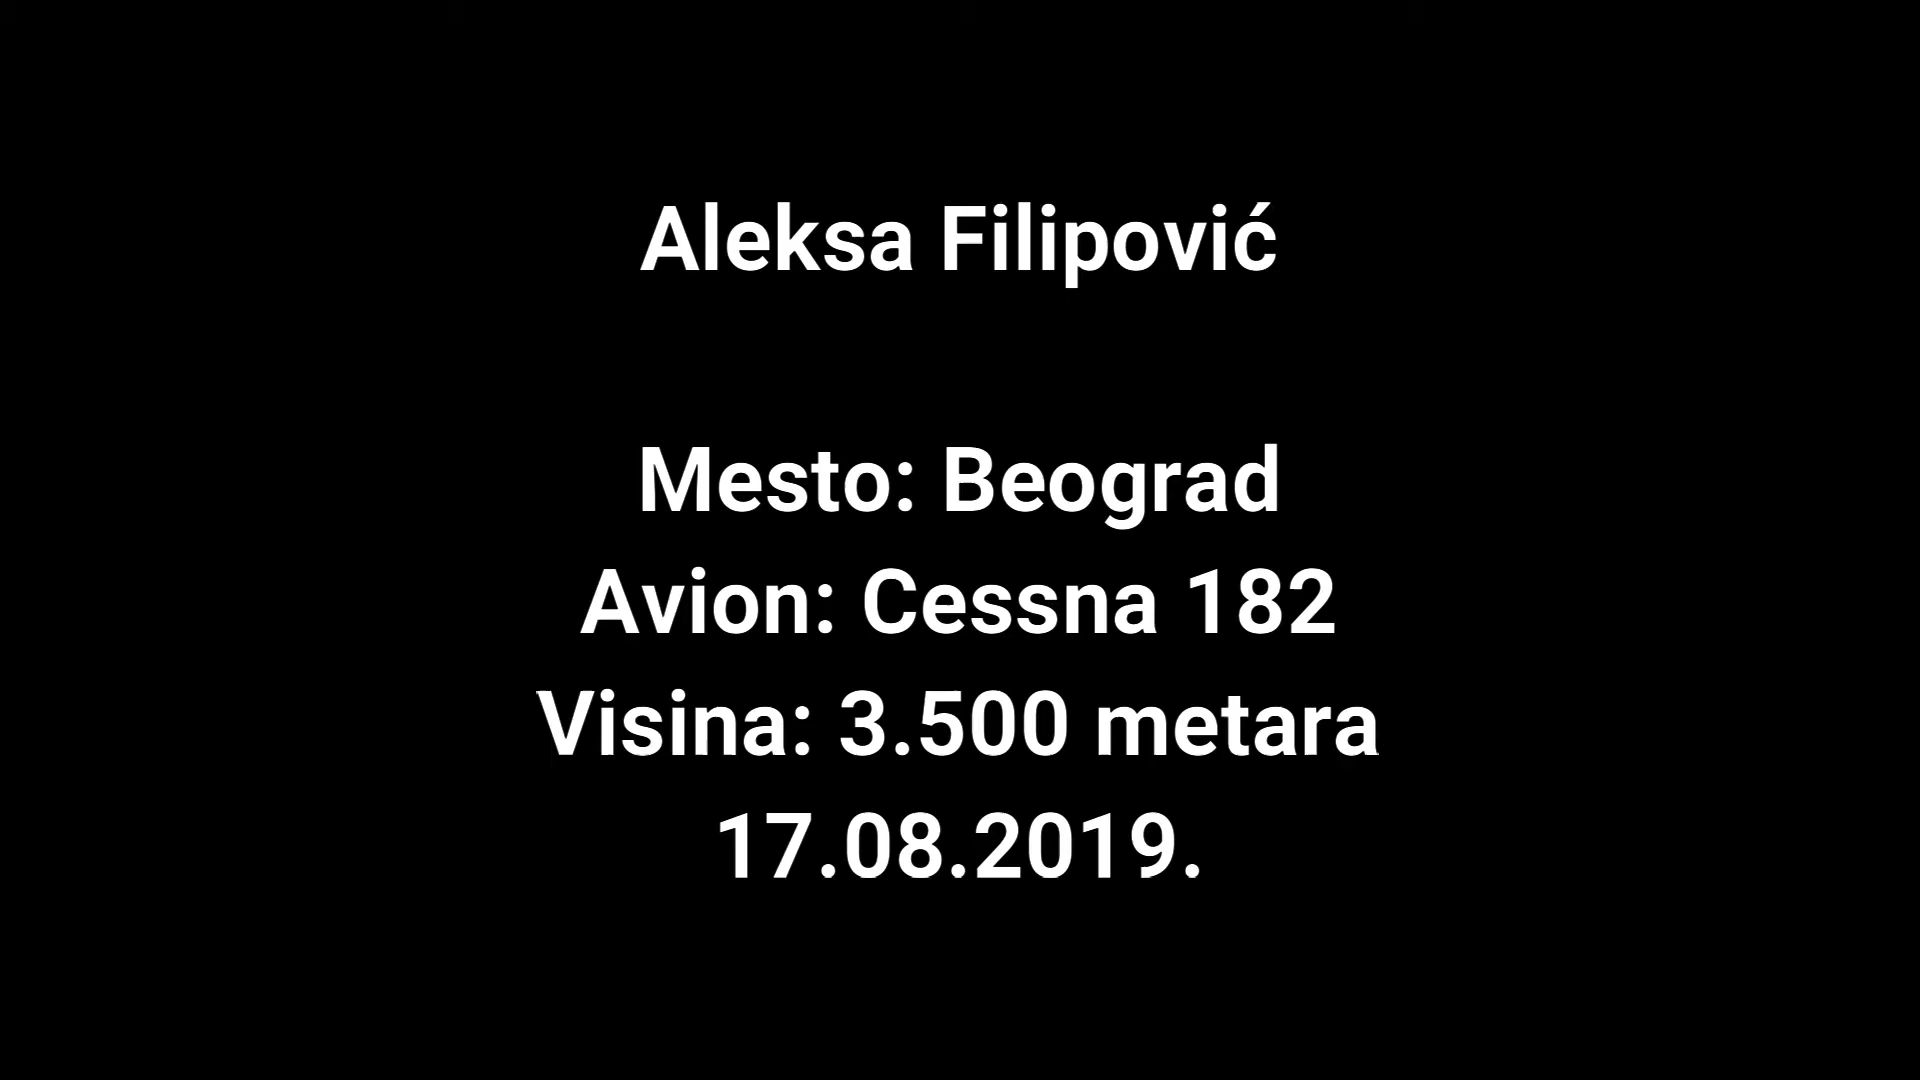 Aleksa Filipović
Mesto: Beograd
Avion: Cessna 182
Visina: 3.500 metara
17.08.2019.